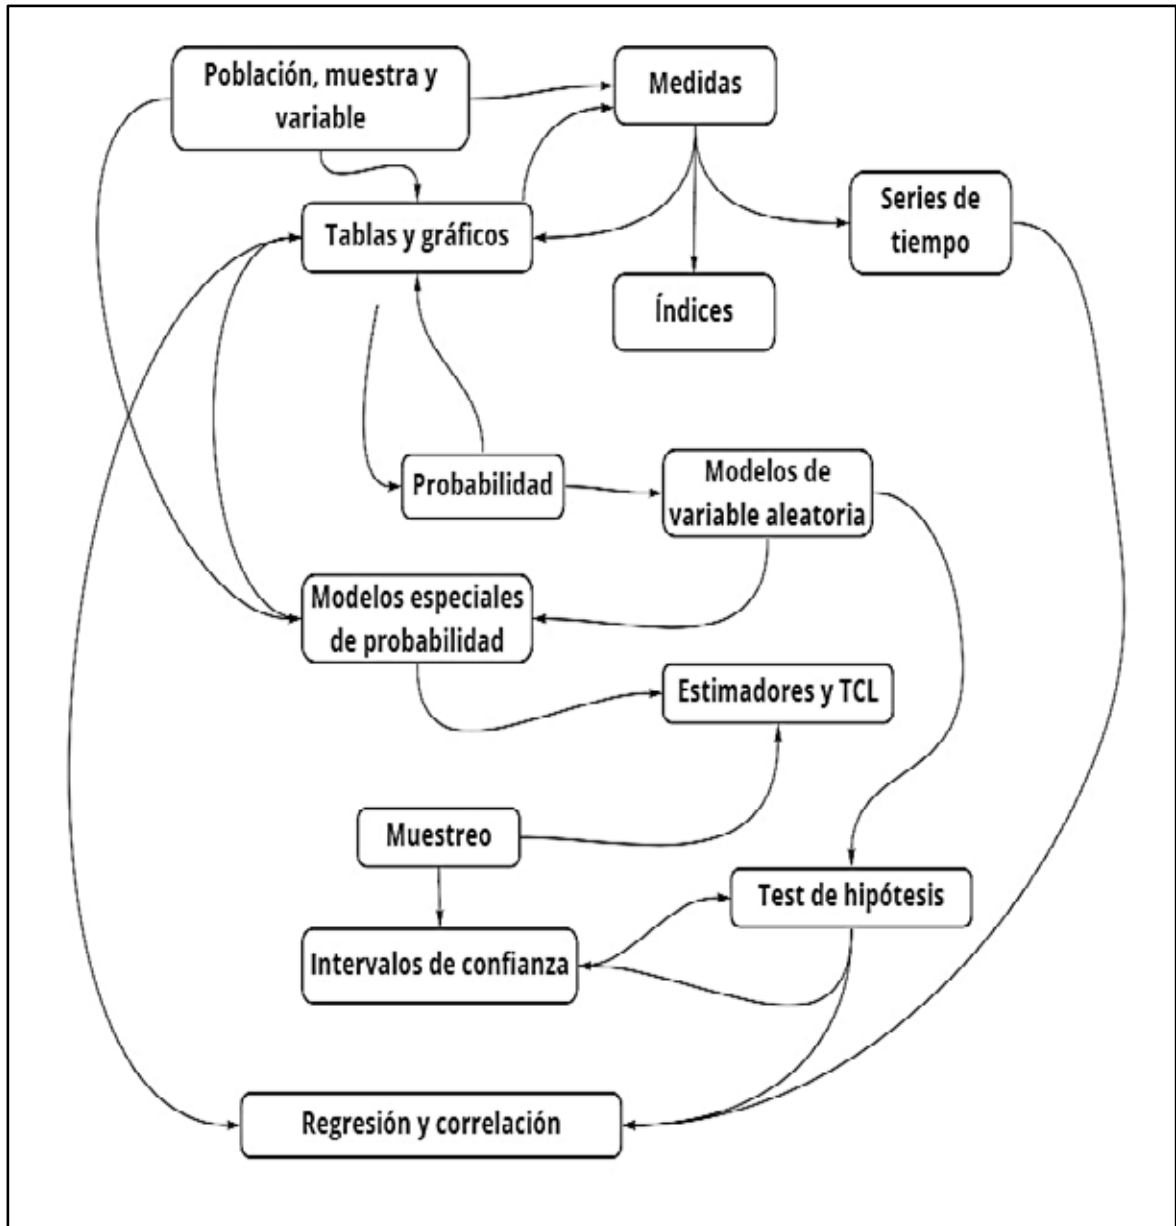 Población, muestra y
variable
Medidas
Tablas y gráficos
Series de
tiempo
Índices
Probabilidad
Modelos de
variable aleatoria
Modelos especiales
de probabilidad
Estimadores y TCL
Muestreo
Test de hipótesis
Intervalos de confianza
Regresión y correlación